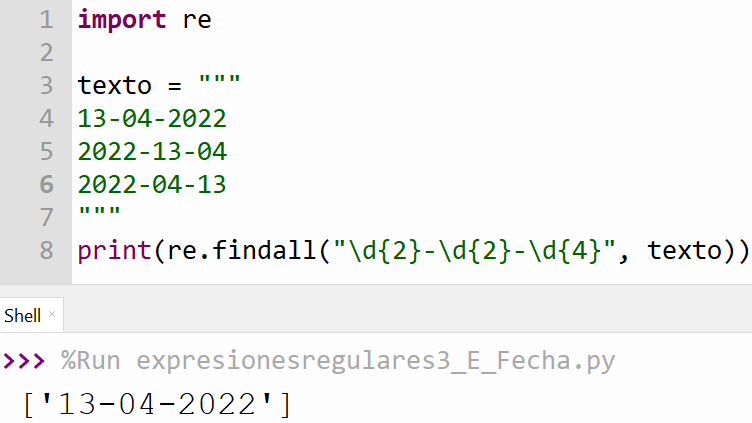 1 import re
2
3 texto = """
4 13-04-2022
5 2022-13-04
6 2022-04-13
7 """
8 print(re.findall("\d{2}-\d{2}-\d{4}", texto))
Shell ×
>>> %Run expresionesregulares3_E_Fecha.py
['13-04-2022']